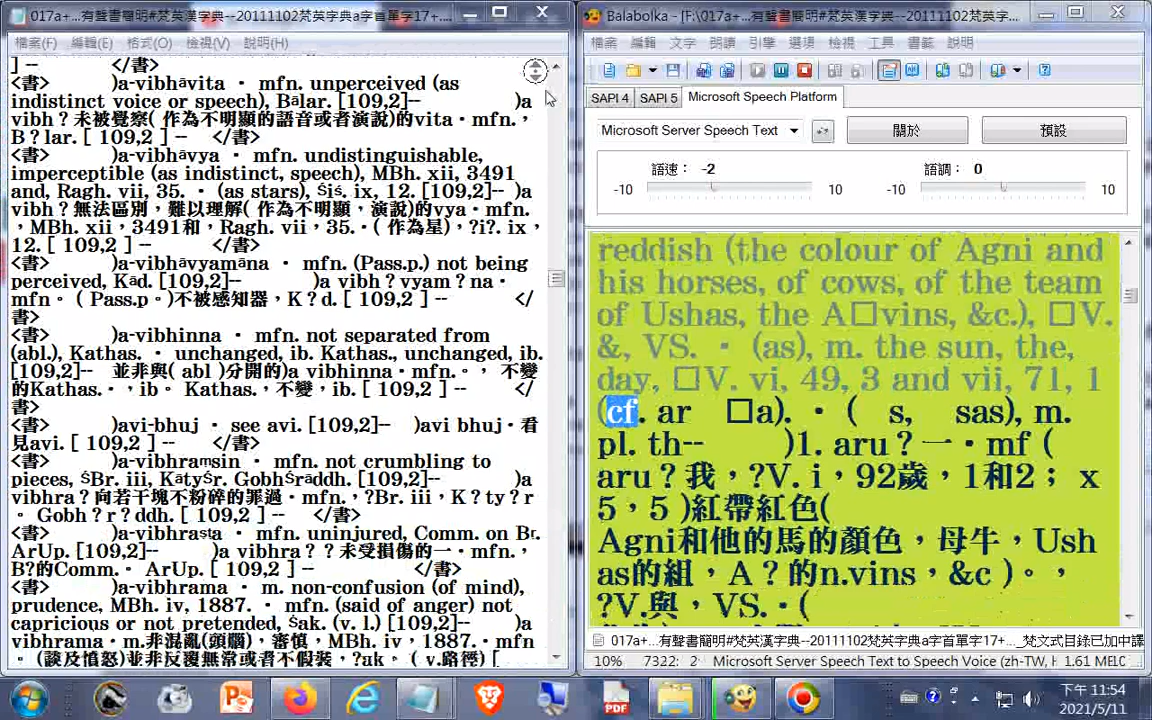 017a+...有聲書簡明#梵英漢字典--20111102梵英字典a字首單字17+...
檔案(F) 編輯(E) 格式(O) 檢視(V) 說明(H)
] -- </書>
<書> )a-vibhāvita · mfn. unperceived (as
indistinct voice or speech), Bālar. [109,2]-- )a
vibh？未被覺察( 作為不明顯的語音或者演說)的vita · mfn. ,
B？lar. [ 109,2 ] -- </書>
<書> )a-vibhāvya · mfn. undistinguishable,
imperceptible (as indistinct, speech), MBh. xii, 3491
and, Ragh. vii, 35. · (as stars), Śiś. ix, 12. [109,2]-- )a
vibh？無法區別，難以理解( 作為不明顯，演說)的vya · mfn.
，MBh. xii，3491和，Ragh. vii，35. · ( 作為星)，?i?. ix，
12. [ 109,2 ] -- </書>
<書> )a-vibhāvyamāna · mfn. (Pass.p.) not being
perceived, Kād. [109,2]-- )a vibh？vyam？na ·
mfn。( Pass.p。)不被感知器，K？d. [ 109,2 ] -- </
書>
<書> )a-vibhinna · mfn. not separated from
(abl.), Kathas. · unchanged, ib. Kathas., unchanged, ib.
[109,2]-- 並非與( abl )分開的)a vibhinna · mfn.。，不變
的Kathas. · ，ib。Kathas.，不變，ib. [ 109,2 ] -- </
書>
<書> )avi-bhuj · see avi. [109,2]-- )avi bhuj · 看
見avi. [ 109,2 ] -- </書>
<書> )a-vibhraṃsin · mfn. not crumbling to
pieces, ŚBr. iii, KātyŚr. GobhŚrāddh. [109,2]-- )a
vibhra？向若干塊不粉碎的罪過 · mfn.，?Br. iii，K？ty？r
。Gobh？r？ddh. [ 109,2 ] -- </書>
<書> )a-vibhraṣṭa · mfn. uninjured, Comm. on Br.
ArUp. [109,2]-- )a vibhra？？未受損傷的一 · mfn.，
B?的Comm. · ArUp. [ 109,2 ] -- </書>
<書> )a-vibhrama · m. non-confusion (of mind),
prudence, MBh. iv, 1887. · mfn. (said of anger) not
capricious or not pretended, Śak. (v. l.) [109,2]-- )a
vibhrama · m.非混亂(頭腦)，審慎，MBh. iv，1887. · mfn
。(談及憤怒)並非反覆無常或者不假裝，?ak。( v.路徑) [
Balabolka - [F:\017a+...有聲書簡明#梵英漢字典--20111102梵英字...
檔案 編輯 文字 朗讀 引擎 選項 檢視 工具 書籤 說明
SAPI 4 SAPI 5 Microsoft Speech Platform
Microsoft Server Speech Text 關於 預設
語速： -2 語調： 0
-10 10 -10 10
reddish (the colour of Agni and
his horses, of cows, of the team
of Ushas, the A□vins, &c.), □V.
&, VS. · (as), m. the sun, the,
day, □V. vi, 49, 3 and vii, 71, 1
(cf. ar □a). · ( s, sas), m.
pl. th-- )1. aru？一 · mf (
aru？我，?V. i，92歲，1和2； x
5，5 )紅帶紅色(
Agni和他的馬的顏色，母牛，Ush
as的組，A？的n.vins，&c )。，
?V.與，VS. · (
017a+...有聲書簡明#梵英漢字典--20111102梵英字典a字首單字17+..._梵文式目錄已加中譯
10% 7322: 2 Microsoft Server Speech Text to Speech Voice (zh-TW, H 1.61 MELC
下午 11:54
2021/5/11